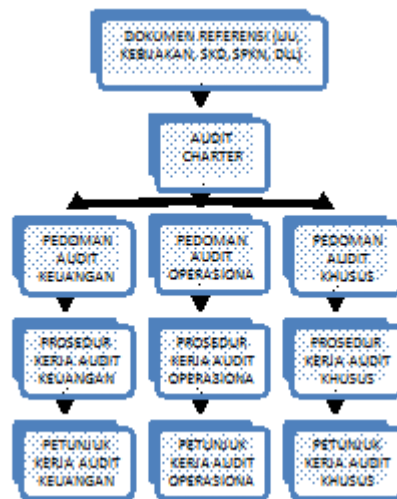 DOKUMEN REFERENSI (UU,
KEBIJAKAN, SKD, SPKN, DLL)
AUDIT
CHARTER
PEDOMAN
AUDIT
KEUANGAN
PEDOMAN
AUDIT
OPERASIONA
PEDOMAN
AUDIT
KHUSUS
PROSEDUR
KERJA AUDIT
KEUANGAN
PROSEDUR
KERJA AUDIT
OPERASIONA
PROSEDUR
KERJA AUDIT
KHUSUS
PETUNJUK
KERJA AUDIT
KEUANGAN
PETUNJUK
KERJA AUDIT
OPERASIONA
PETUNJUK
KERJA AUDIT
KHUSUS